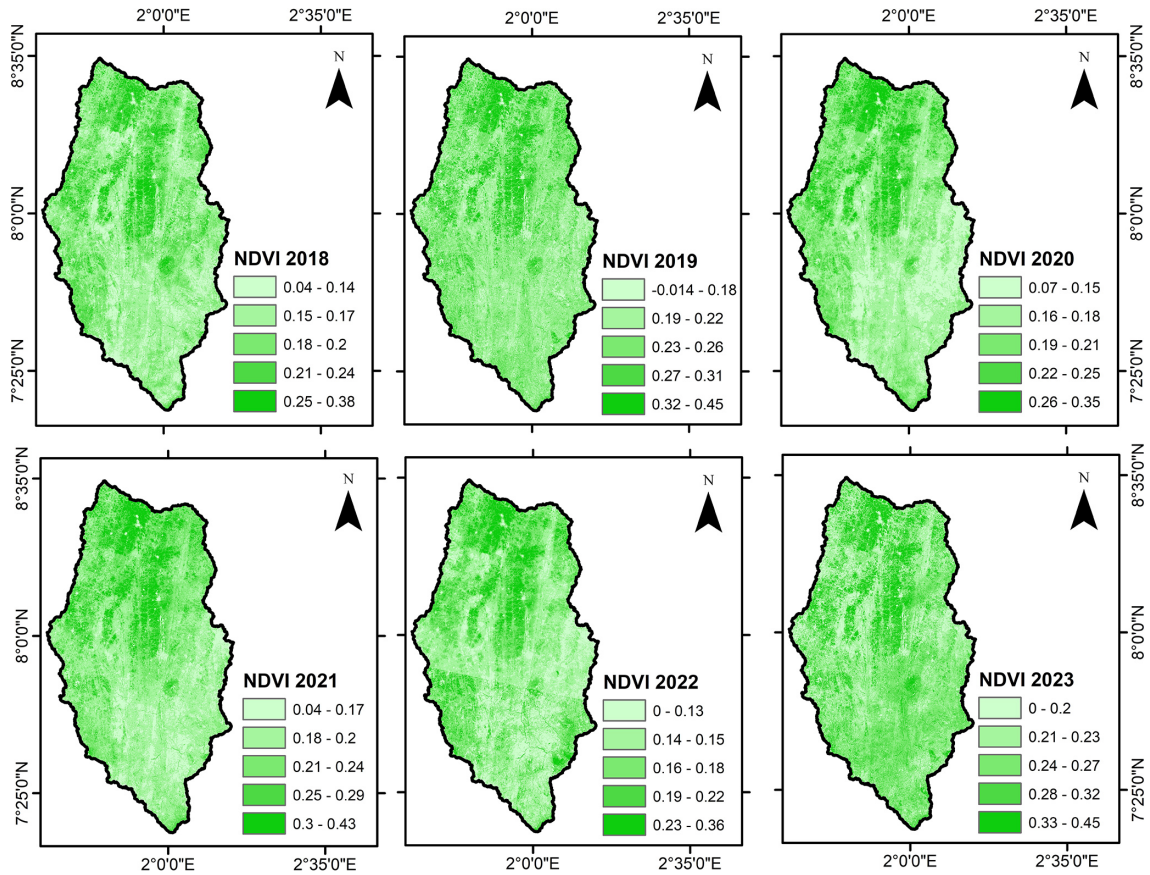 2°0'0"E 2°35'0"E 2°0'0"E 2°35'0"E 2°0'0"E 2°35'0"E
8°35'0"N
8°0'0"N
7°25'0"N
N
NDVI 2018
0.04 - 0.14
0.15 - 0.17
0.18 - 0.2
0.21 - 0.24
0.25 - 0.38
N
NDVI 2019
-0.014 - 0.18
0.19 - 0.22
0.23 - 0.26
0.27 - 0.31
0.32 - 0.45
N
NDVI 2020
0.07 - 0.15
0.16 - 0.18
0.19 - 0.21
0.22 - 0.25
0.26 - 0.35
8°35'0"N
8°0'0"N
7°25'0"N
8°35'0"N
8°0'0"N
7°25'0"N
N
NDVI 2021
0.04 - 0.17
0.18 - 0.2
0.21 - 0.24
0.25 - 0.29
0.3 - 0.43
N
NDVI 2022
0 - 0.13
0.14 - 0.15
0.16 - 0.18
0.19 - 0.22
0.23 - 0.36
N
NDVI 2023
0 - 0.2
0.21 - 0.23
0.24 - 0.27
0.28 - 0.32
0.33 - 0.45
8°35'0"N
8°0'0"N
7°25'0"N
2°0'0"E 2°35'0"E 2°0'0"E 2°35'0"E 2°0'0"E 2°35'0"E